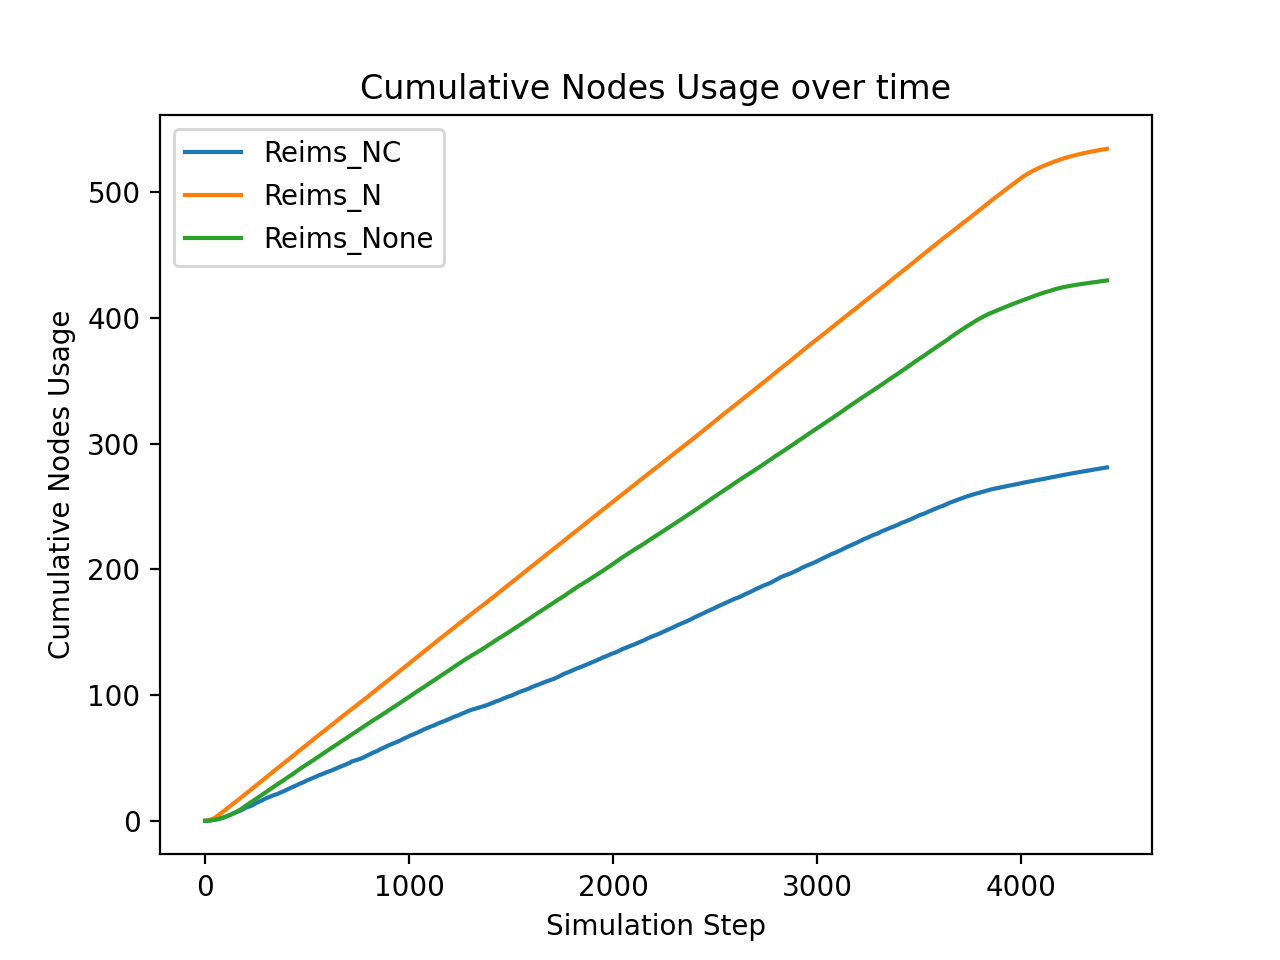 Cumulative Nodes Usage over time
Reims_NC
Reims_N
Reims_None
Cumulative Nodes Usage
500
400
300
200
100
0
0 1000 2000 3000 4000
Simulation Step